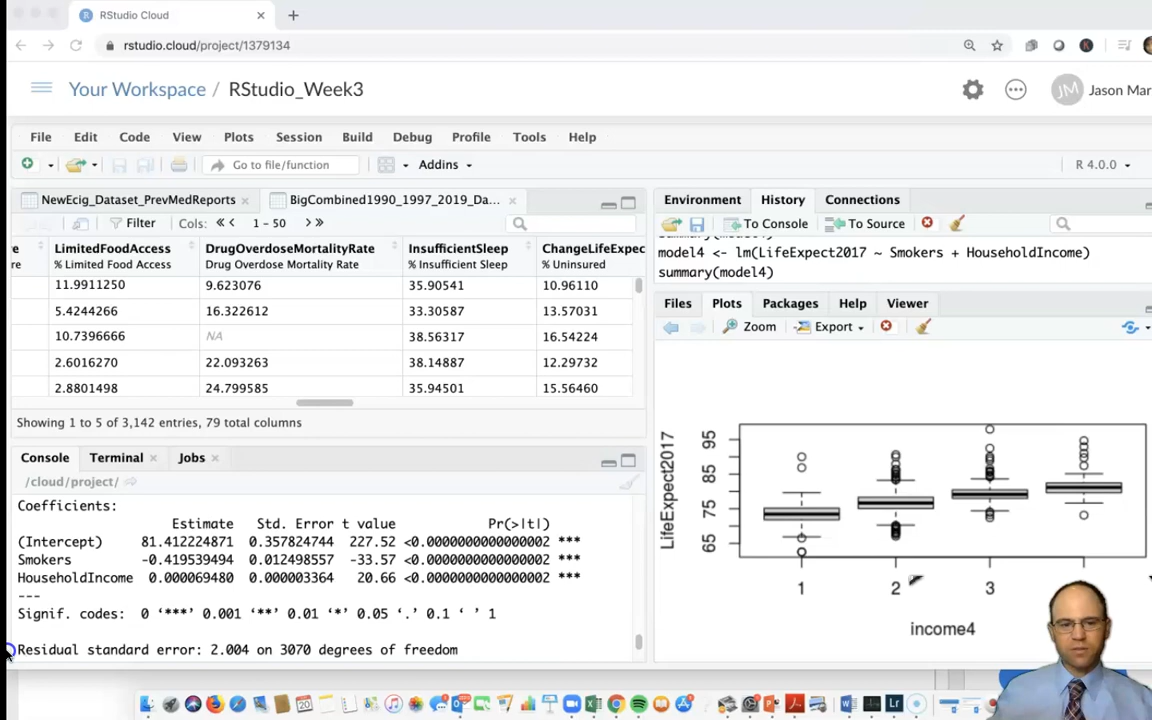 RStudio Cloud
rstudio.cloud/project/1379134
Your Workspace / RStudio_Week3
JM Jason Mar
File Edit Code View Plots Session Build Debug Profile Tools Help
Go to file/function Addins R 4.0.0
NewEcig_Dataset_PrevMedReports BigCombined1990_1997_2019_Da...
Filter Cols: 1 - 50
LimitedFoodAccess DrugOverdoseMortalityRate InsufficientSleep ChangeLifeExpec
% Limited Food Access Drug Overdose Mortality Rate % Insufficient Sleep % Uninsured
11.9911250 9.623076 35.90541 10.96110
5.4244266 16.322612 33.30587 13.57031
10.7396666 NA 38.56317 16.54224
2.6016270 22.093263 38.14887 12.29732
2.8801498 24.799585 35.94501 15.56460
Showing 1 to 5 of 3,142 entries, 79 total columns
Console Terminal Jobs
/cloud/project/
Coefficients:
Estimate Std. Error t value Pr(>|t|)
(Intercept) 81.412224871 0.357824744 227.52 <0.0000000000000002 ***
Smokers -0.419539494 0.012498557 -33.57 <0.0000000000000002 ***
HouseholdIncome 0.000069480 0.000003364 20.66 <0.0000000000000002 ***
---
Signif. codes: 0 ‘***’ 0.001 ‘**’ 0.01 ‘*’ 0.05 ‘.’ 0.1 ‘ ’ 1
Residual standard error: 2.004 on 3070 degrees of freedom
Environment History Connections
To Console To Source
summary(model4)
model4 <- lm(LifeExpect2017 ~ Smokers + HouseholdIncome)
summary(model4)
Files Plots Packages Help Viewer
Zoom Export
LifeExpect2017
95
85
75
65
1 2 3
income4
20
Lr